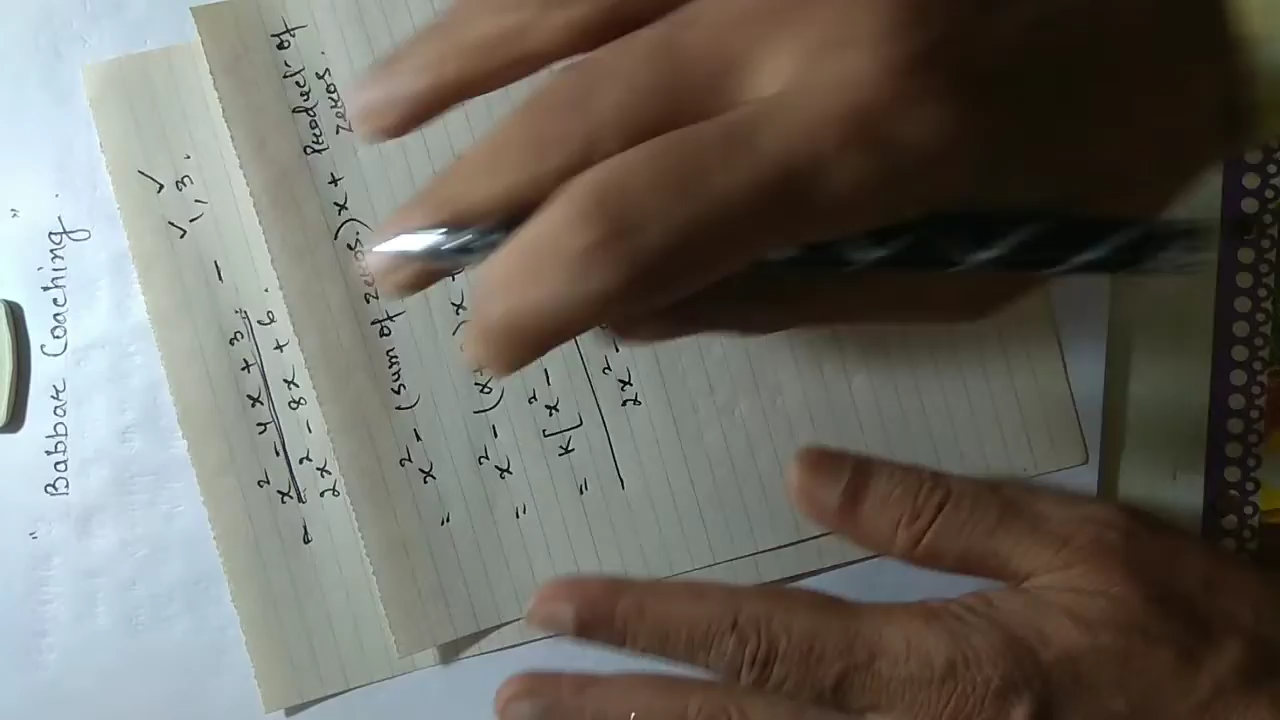 " Babbar Coaching. "
x² - 4x + 3 - 1, 3.
2x² - 8x + 6.
= x² - (sum of zeros.)x + Product of
zeros.
= x² - (α+
)x
= K[x² -
2x² -